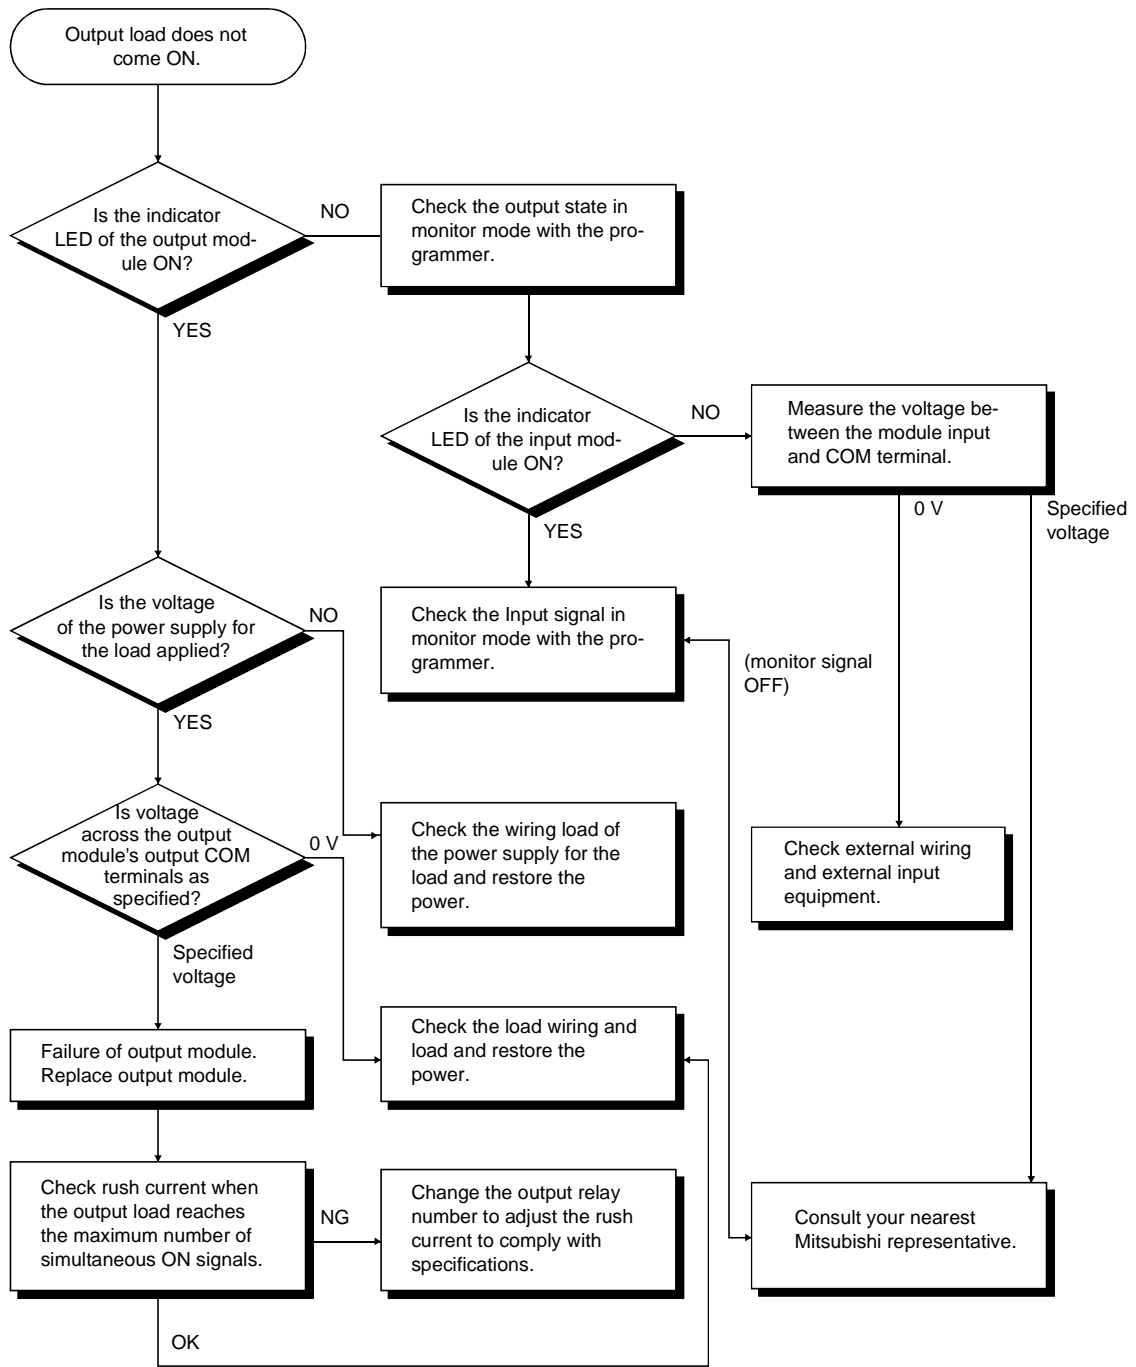 Output load does not
come ON.
Is the indicator
LED of the output mod-
ule ON?
NO
Check the output state in
monitor mode with the pro-
grammer.
YES
Is the indicator
LED of the input mod-
ule ON?
NO
Measure the voltage be-
tween the module input
and COM terminal.
0 V
Specified
voltage
YES
Is the voltage
of the power supply for
the load applied?
NO
Check the Input signal in
monitor mode with the pro-
grammer.
(monitor signal
OFF)
YES
Is voltage
across the output
module's output COM
terminals as
specified?
0 V
Check the wiring load of
the power supply for the
load and restore the
power.
Check external wiring
and external input
equipment.
Specified
voltage
Failure of output module.
Replace output module.
Check the load wiring and
load and restore the
power.
Check rush current when
the output load reaches
the maximum number of
simultaneous ON signals.
NG
Change the output relay
number to adjust the rush
current to comply with
specifications.
Consult your nearest
Mitsubishi representative.
OK